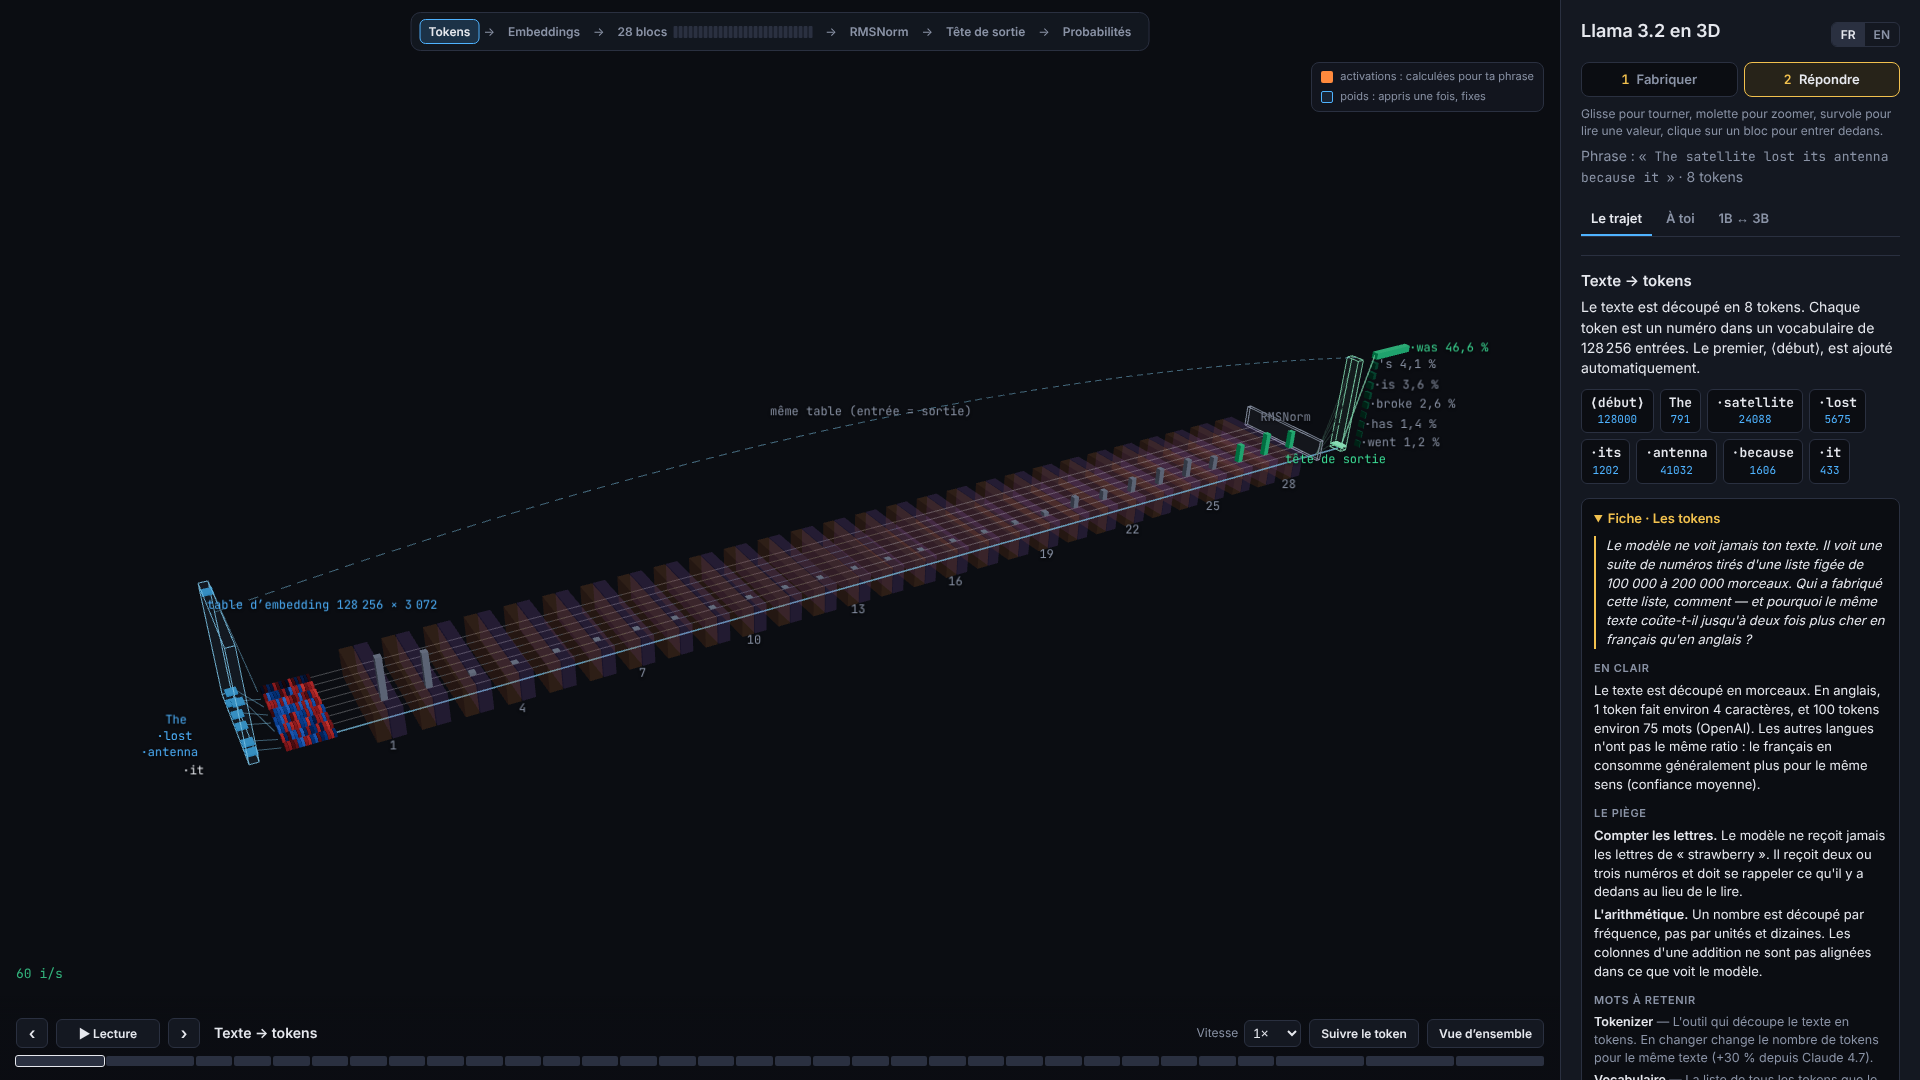 Tokens → Embeddings → 28 blocs → RMSNorm → Tête de sortie → Probabilités
activations : calculées pour ta phrase
poids : appris une fois, fixes
·was 46,6 %
's 4,1 %
·is 3,6 %
·broke 2,6 %
·has 1,4 %
·went 1,2 %
même table (entrée = sortie)
RMSNorm
tête de sortie
28
25
22
19
16
13
10
7
4
1
table d’embedding 128 256 × 3 072
The
·lost
·antenna
·it
60 i/s
‹ ▶ Lecture › Texte → tokens
Vitesse 1× Suivre le token Vue d’ensemble
Llama 3.2 en 3D
FR EN
1 Fabriquer 2 Répondre
Glisse pour tourner, molette pour zoomer, survole pour
lire une valeur, clique sur un bloc pour entrer dedans.
Phrase : « The satellite lost its antenna
because it » · 8 tokens
Le trajet À toi 1B ↔ 3B
Texte → tokens
Le texte est découpé en 8 tokens. Chaque
token est un numéro dans un vocabulaire de
128 256 entrées. Le premier, ⟨début⟩, est ajouté
automatiquement.
⟨début⟩ The ·satellite ·lost
128000 791 24088 5675
·its ·antenna ·because ·it
1202 41032 1606 433
▼ Fiche · Les tokens
Le modèle ne voit jamais ton texte. Il voit une
suite de numéros tirés d'une liste figée de
100 000 à 200 000 morceaux. Qui a fabriqué
cette liste, comment — et pourquoi le même
texte coûte-t-il jusqu'à deux fois plus cher en
français qu'en anglais ?
EN CLAIR
Le texte est découpé en morceaux. En anglais,
1 token fait environ 4 caractères, et 100 tokens
environ 75 mots (OpenAI). Les autres langues
n'ont pas le même ratio : le français en
consomme généralement plus pour le même
sens (confiance moyenne).
LE PIÈGE
Compter les lettres. Le modèle ne reçoit jamais
les lettres de « strawberry ». Il reçoit deux ou
trois numéros et doit se rappeler ce qu'il y a
dedans au lieu de le lire.
L'arithmétique. Un nombre est découpé par
fréquence, pas par unités et dizaines. Les
colonnes d'une addition ne sont pas alignées
dans ce que voit le modèle.
MOTS À RETENIR
Tokenizer — L'outil qui découpe le texte en
tokens. En changer change le nombre de tokens
pour le même texte (+30 % depuis Claude 4.7).
Vocabulaire — La liste de tous les tokens que le